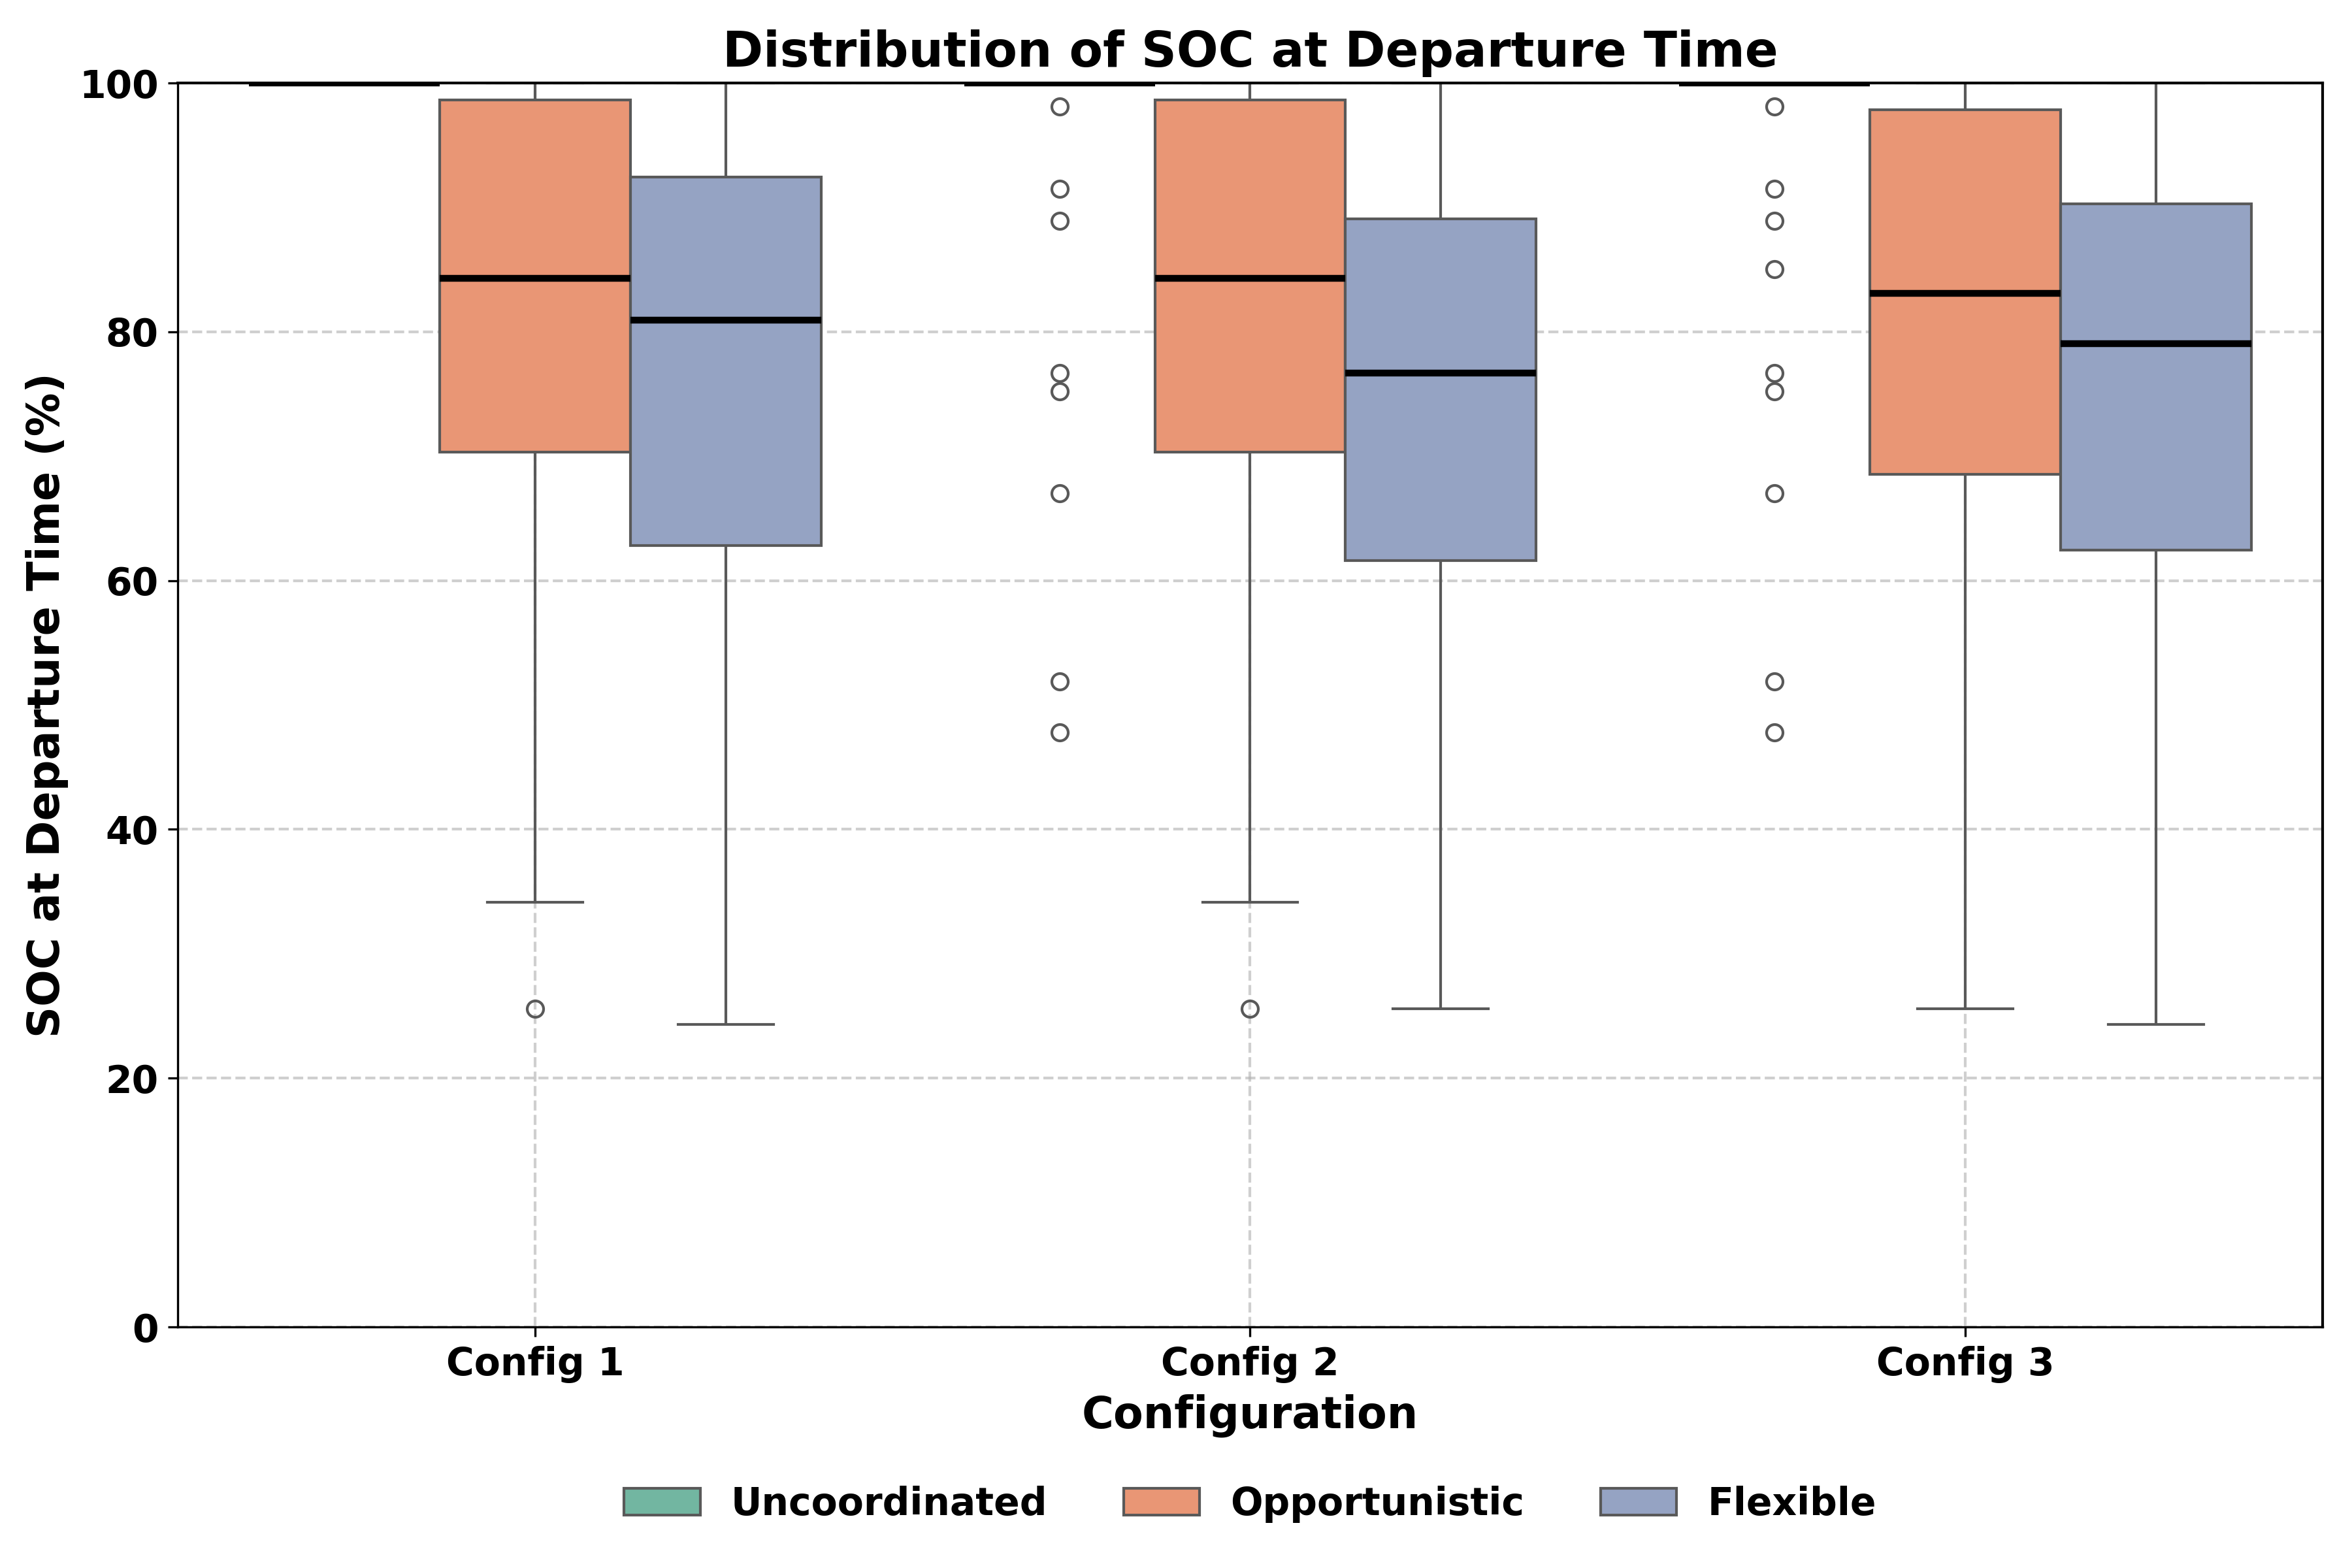 Distribution of SOC at Departure Time
100
80
60
40
20
0
SOC at Departure Time (%)
Config 1
Config 2
Config 3
Configuration
Uncoordinated
Opportunistic
Flexible